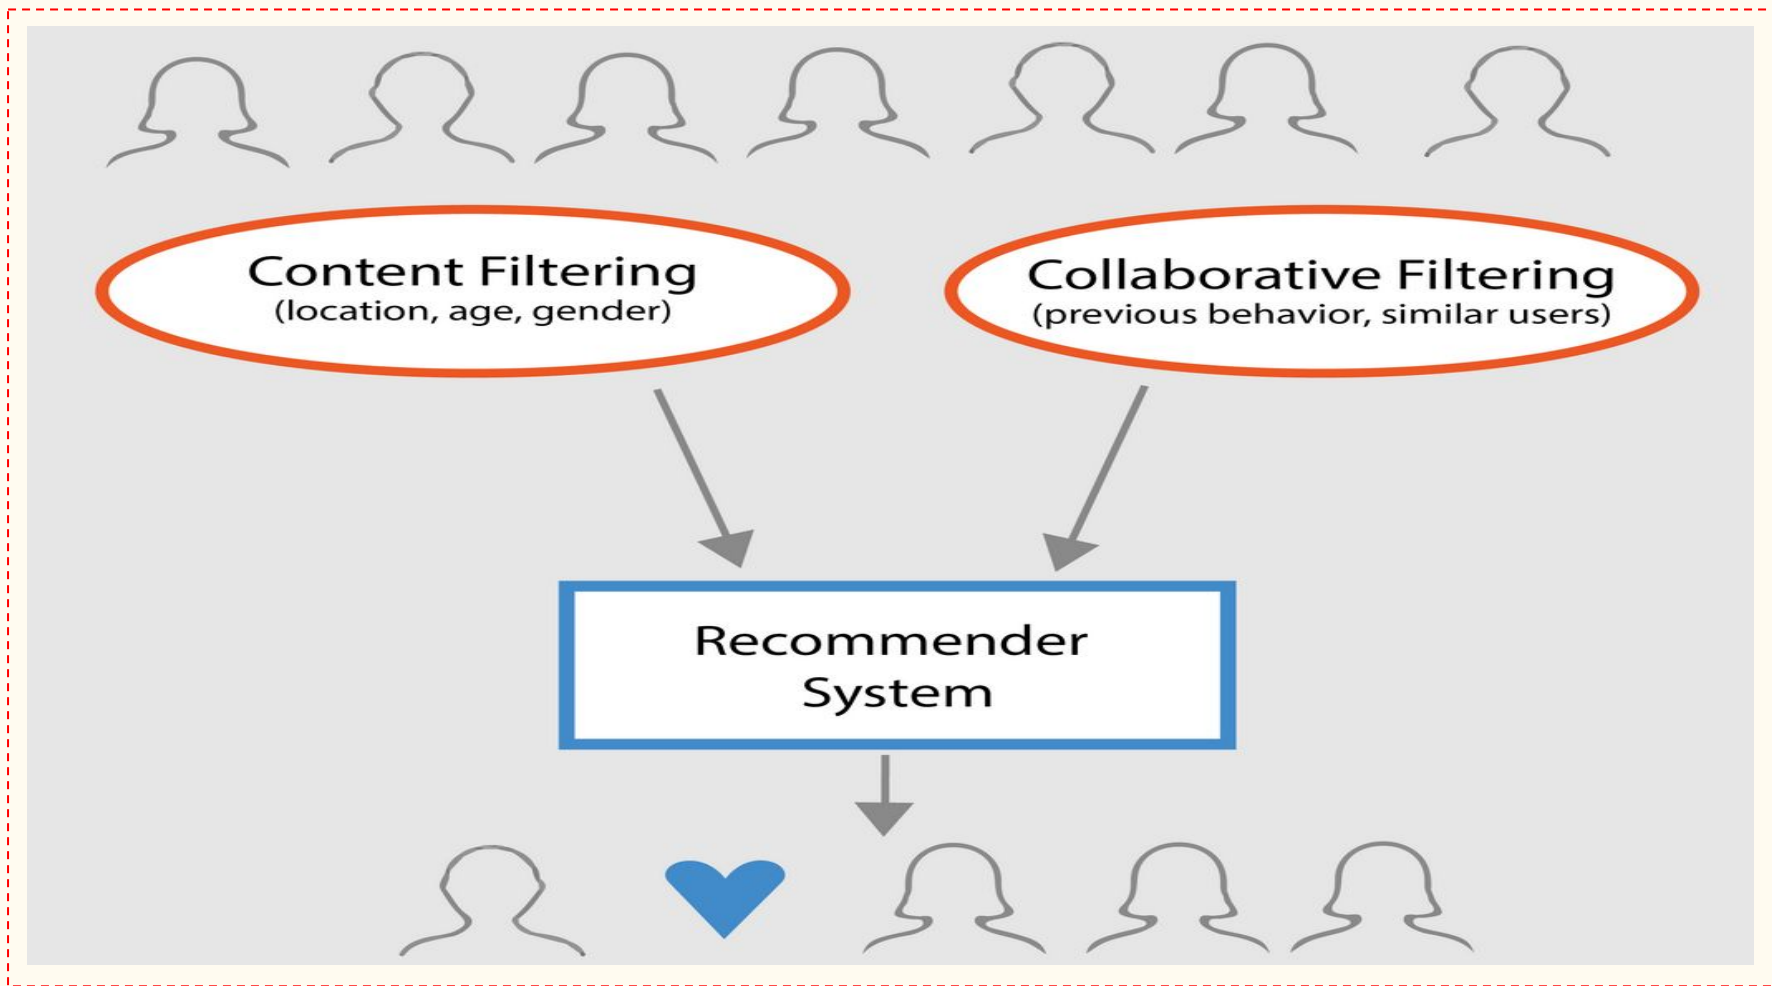 Content Filtering
(location, age, gender)
Collaborative Filtering
(previous behavior, similar users)
Recommender
System